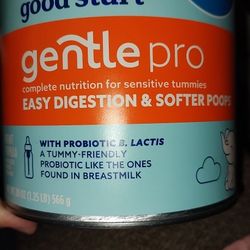 good start
gentle pro
complete nutrition for sensitive tummies
EASY DIGESTION & SOFTER POOPS
WITH PROBIOTIC B. LACTIS
A TUMMY-FRIENDLY
PROBIOTIC LIKE THE ONES
FOUND IN BREASTMILK
(1.25 LB) 566 g